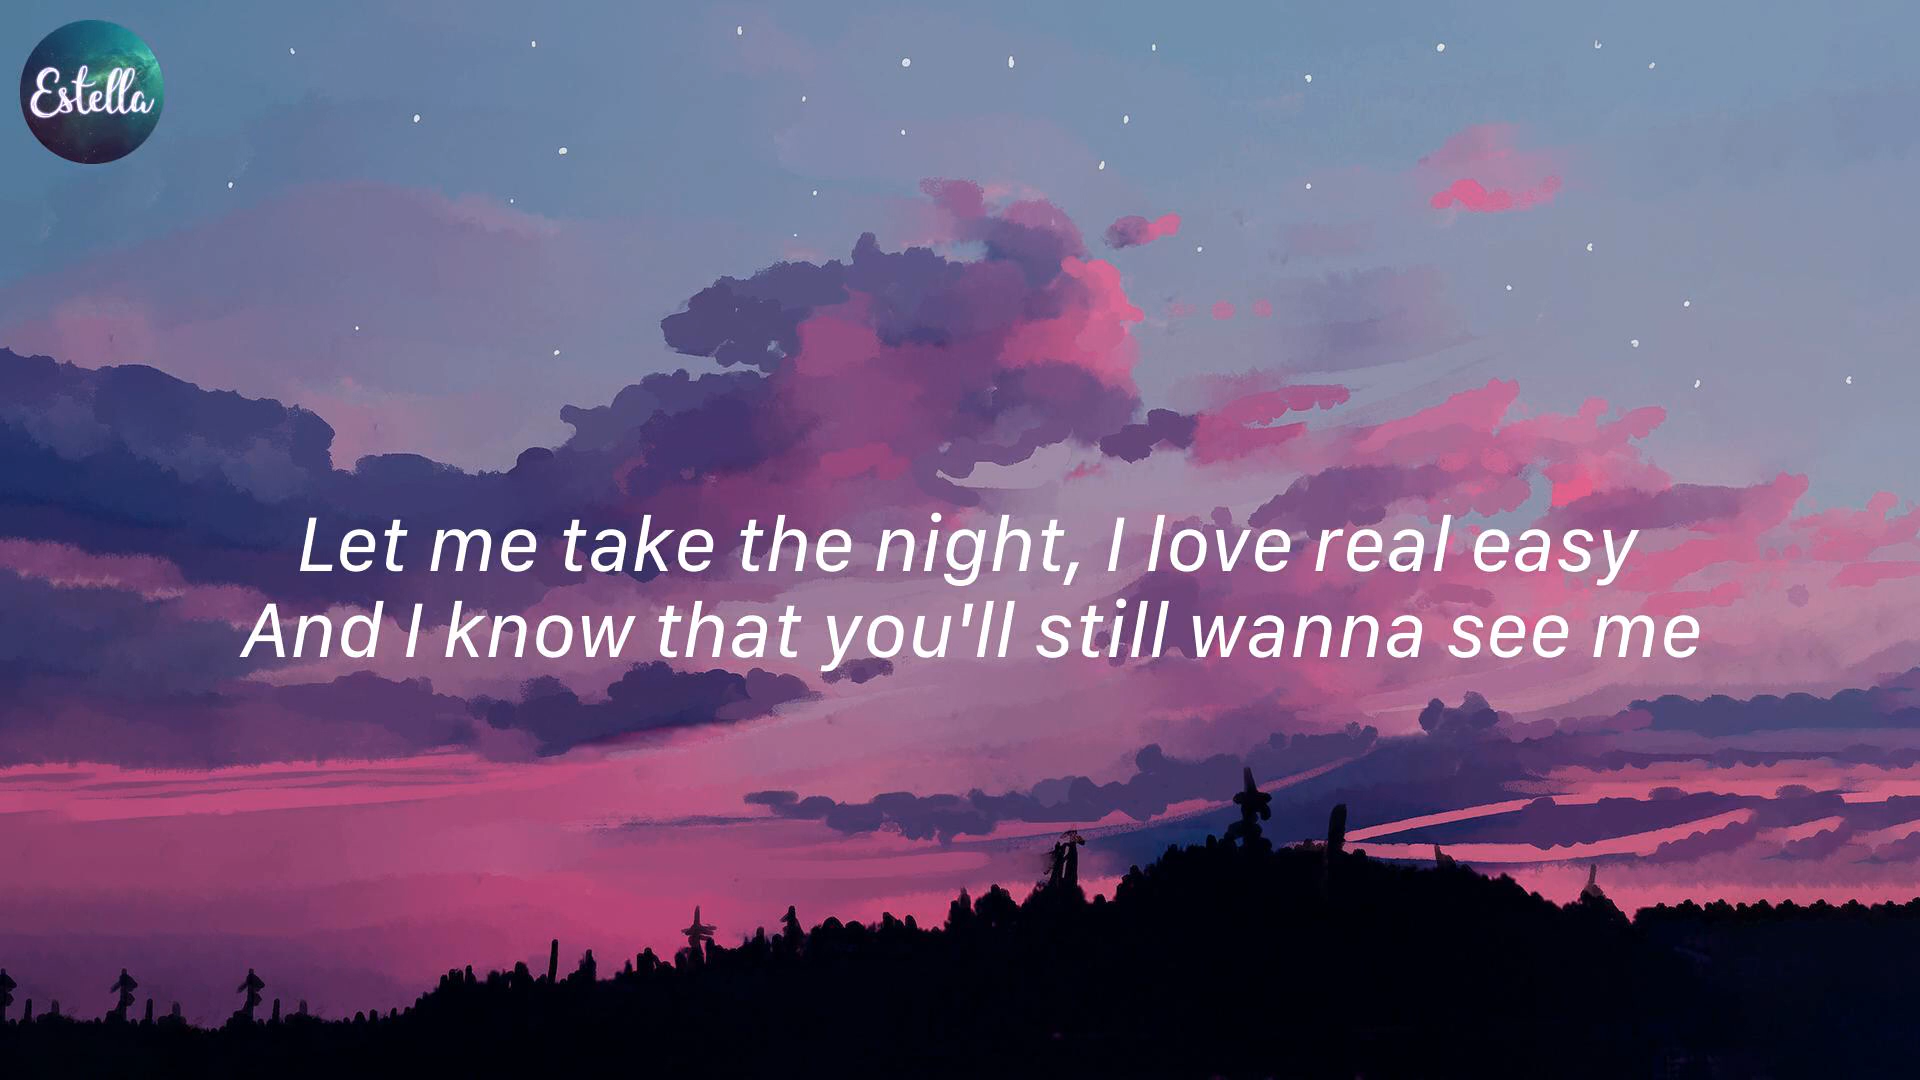 Estella
Let me take the night, I love real easy
And I know that you'll still wanna see me